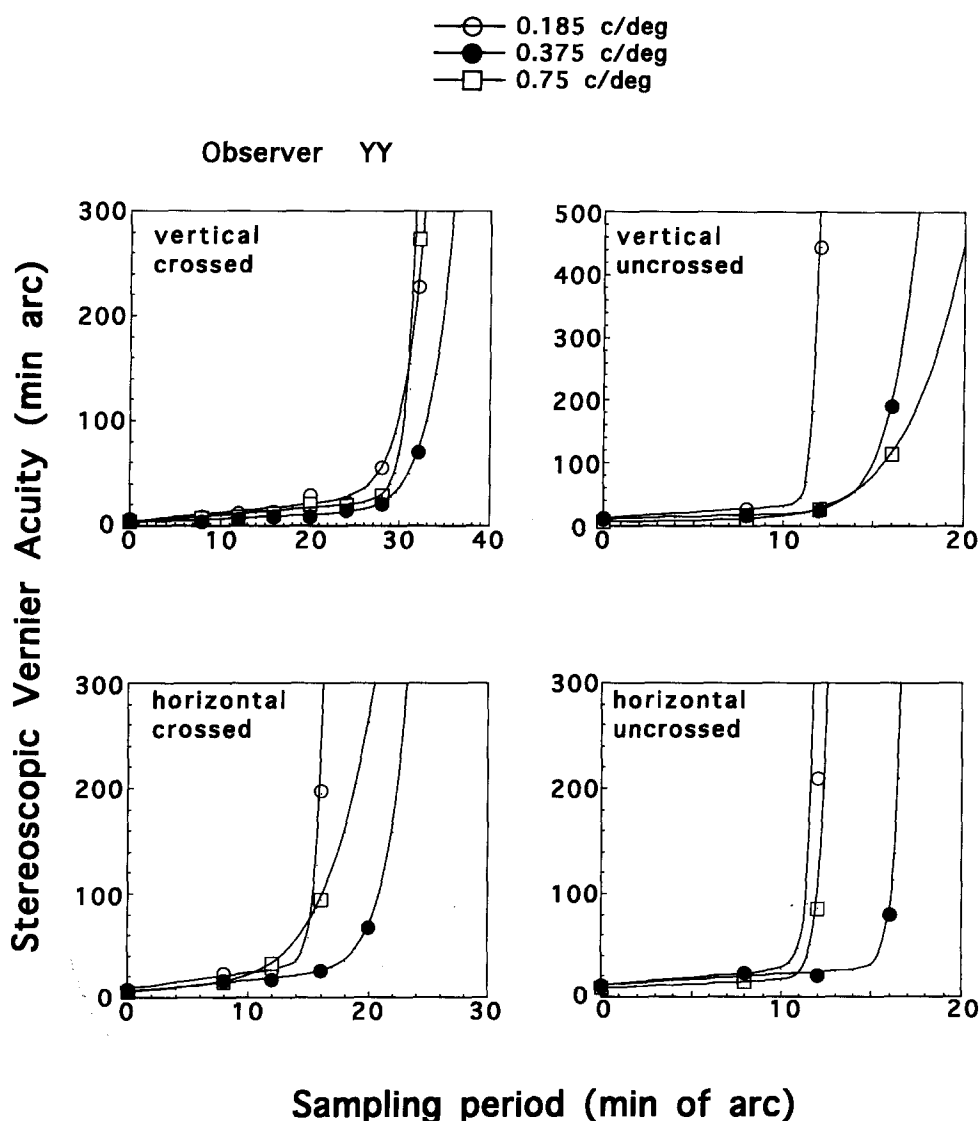 0.185 c/deg
0.375 c/deg
0.75 c/deg
Observer YY
Stereoscopic Vernier Acuity (min arc)
vertical
crossed
300
200
100
0
0 10 20 30 40
vertical
uncrossed
500
400
300
200
100
0
0 10 20
horizontal
crossed
300
200
100
0
0 10 20 30
horizontal
uncrossed
300
200
100
0
0 10 20
Sampling period (min of arc)